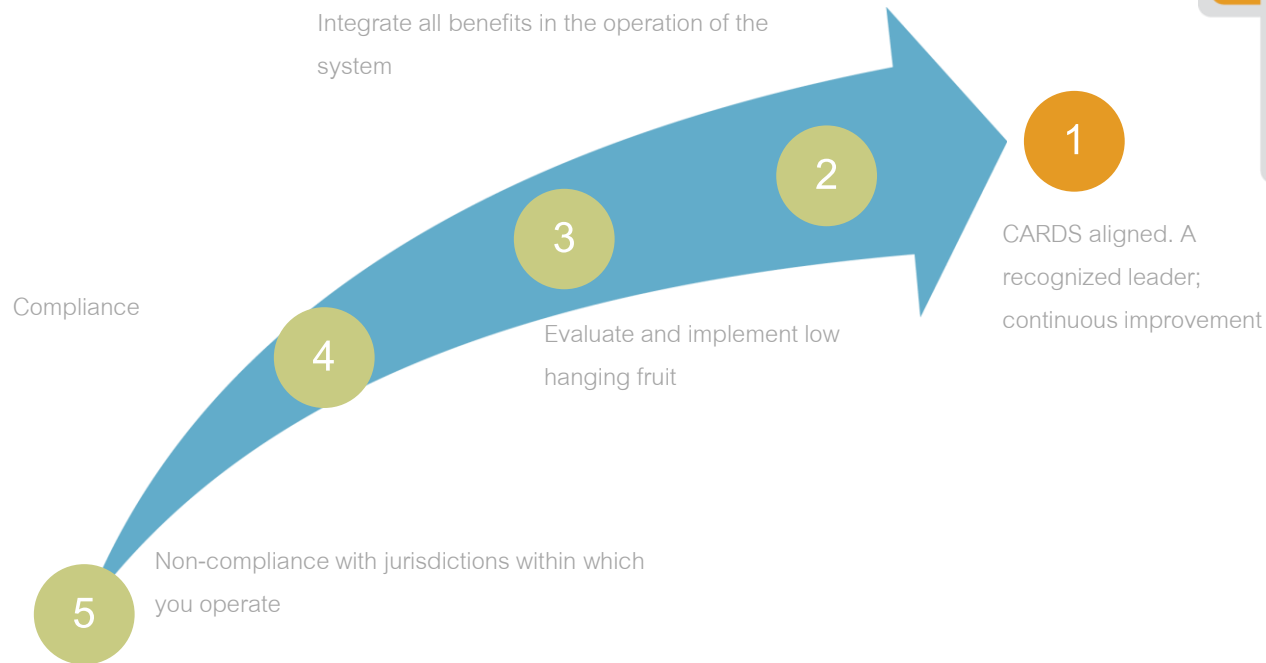 Integrate all benefits in the operation of the
system
1
2
CARDS aligned. A
recognized leader;
continuous improvement
3
Evaluate and implement low
hanging fruit
Compliance
4
Non-compliance with jurisdictions within which
you operate
5